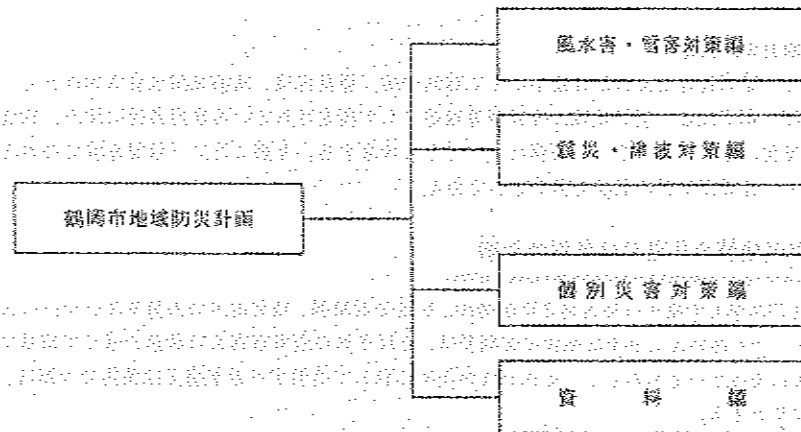 風水害・雪害対策編
震災・津波対策編
鶴岡市地域防災計画
個別災害対策編
資料編